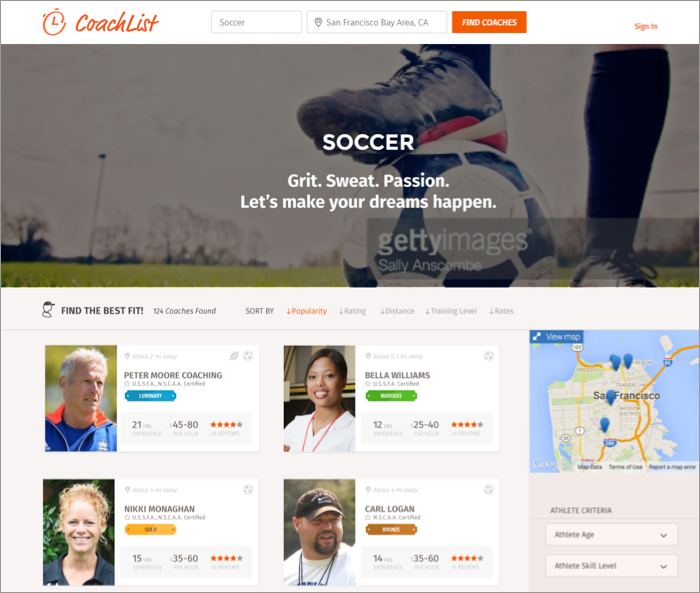 CoachList
Soccer
San Francisco Bay Area, CA
FIND COACHES
Sign In
SOCCER
Grit. Sweat. Passion.
Let's make your dreams happen.
gettyimages®
Sally Anscombe
FIND THE BEST FIT!
124 Coaches Found
SORT BY
↓Popularity
↓Rating
↓Distance
↓Training Level
↓Rates
About 2 mi away
PETER MOORE COACHING
U.S.S.F.A., N.S.C.A.A. Certified
LUMINARY
21 YRS
EXPERIENCE
$45-80
PER HOUR
REVIEWS
About 0.2 mi away
BELLA WILLIAMS
U.S.S.F.A. Certified
MARQUEE
12 YRS
EXPERIENCE
$25-40
PER HOUR
REVIEWS
About 4 mi away
NIKKI MONAGHAN
U.S.S.F.A., N.S.C.A.A. Certified
GOLD
15 YRS
EXPERIENCE
$35-60
PER HOUR
REVIEWS
About 4 mi away
CARL LOGAN
N.S.C.A.A. Certified
BRONZE
14 YRS
EXPERIENCE
$35-60
PER HOUR
REVIEWS
View map
101
San Francisco
35
1
280
Google
Map Data
Terms of Use
Report a map error
ATHLETE CRITERIA
Athlete Age
Athlete Skill Level